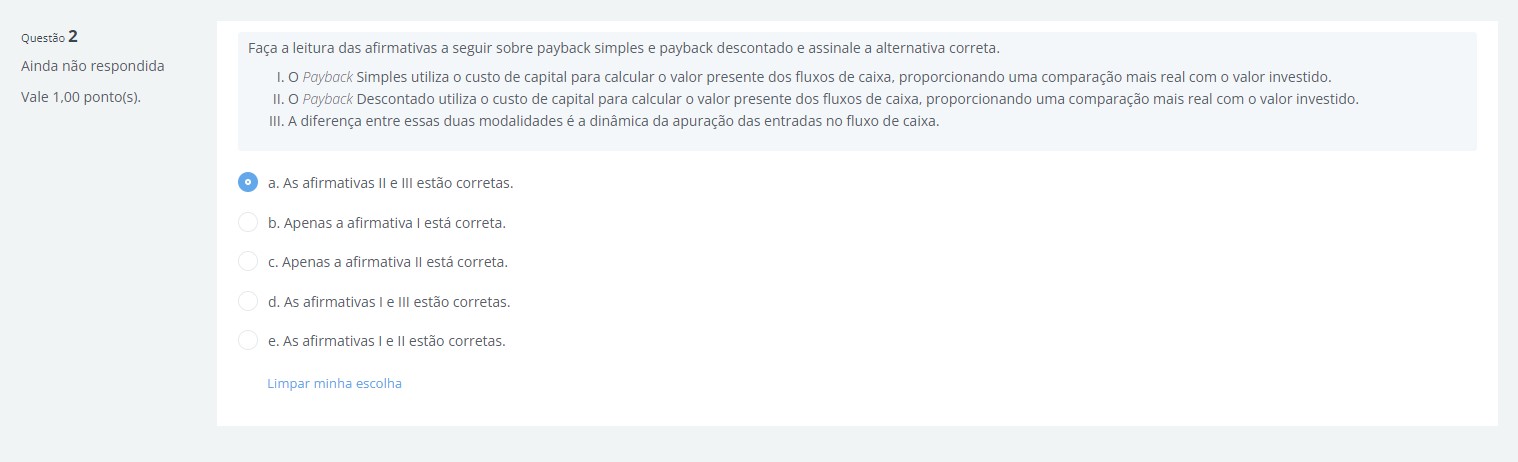 Questão 2
Ainda não respondida
Vale 1,00 ponto(s).
Faça a leitura das afirmativas a seguir sobre payback simples e payback descontado e assinale a alternativa correta.
I. O Payback Simples utiliza o custo de capital para calcular o valor presente dos fluxos de caixa, proporcionando uma comparação mais real com o valor investido.
II. O Payback Descontado utiliza o custo de capital para calcular o valor presente dos fluxos de caixa, proporcionando uma comparação mais real com o valor investido.
III. A diferença entre essas duas modalidades é a dinâmica da apuração das entradas no fluxo de caixa.
a. As afirmativas II e III estão corretas.
b. Apenas a afirmativa I está correta.
c. Apenas a afirmativa II está correta.
d. As afirmativas I e III estão corretas.
e. As afirmativas I e II estão corretas.
Limpar minha escolha